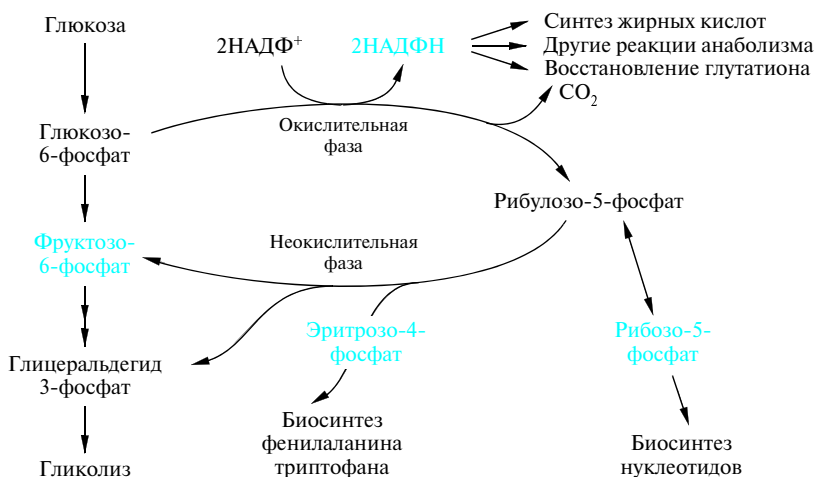 Глюкоза
2НАДФ+
2НАДФН
Синтез жирных кислот
Другие реакции анаболизма
Восстановление глутатиона
CO2
Глюкозо-
6-фосфат
Окислительная
фаза
Рибулозо-5-фосфат
Фруктозо-
6-фосфат
Неокислительная
фаза
Эритрозо-4-
фосфат
Рибозо-5-
фосфат
Глицеральдегид
3-фосфат
Биосинтез
фенилаланина
триптофана
Биосинтез
нуклеотидов
Гликолиз